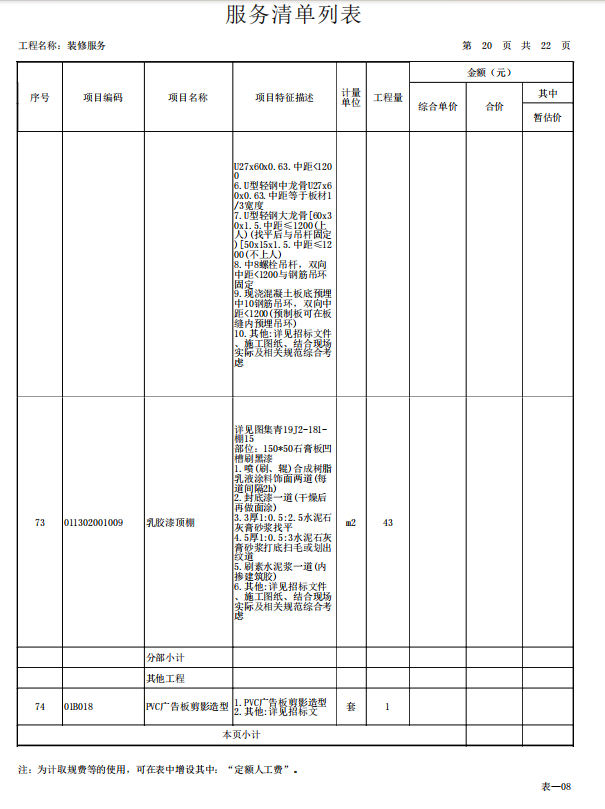 服务清单列表
工程名称：装修服务
第 20 页 共 22 页
序号
项目编码
项目名称
项目特征描述
计量
单位
工程量
金额（元）
综合单价
合价
其中
暂估价
U27x60x0.63.中距<120
0
6.U型轻钢中龙骨U27x6
0x0.63.中距等于板材1
/3宽度
7.U型轻钢大龙骨[60x3
0x1.5.中距≤1200(上
人)(找平后与吊杆固定
)[50x15x1.5.中距≤12
00(不上人)
8.中8螺栓吊杆，双向
中距<1200与钢筋吊环
固定
9.现浇混凝土板底预埋
中10钢筋吊环，双向中
距<1200(预制板可在板
缝内预埋吊环)
10.其他:详见招标文件
、施工图纸、结合现场
实际及相关规范综合考
虑
73
011302001009
乳胶漆顶棚
详见图集青19J2-181-
棚15
部位：150*50石膏板凹
槽刷黑漆
1.喷(刷、辊)合成树脂
乳液涂料饰面两道(每
道间隔2h)
2.封底漆一道(干燥后
再做面涂)
3.3厚1:0.5:2.5水泥石
灰膏砂浆找平
4.5厚1:0.5:3水泥石灰
膏砂浆打底扫毛或划出
纹道
5.刷素水泥浆一道(内
掺建筑胶)
6.其他:详见招标文件
、施工图纸、结合现场
实际及相关规范综合考
虑
m2
43
分部小计
其他工程
74
01B018
PVC广告板剪影造型
1.PVC广告板剪影造型
2.其他:详见招标文
套
1
本页小计
注：为计取规费等的使用，可在表中增设其中：“定额人工费”。
表—08